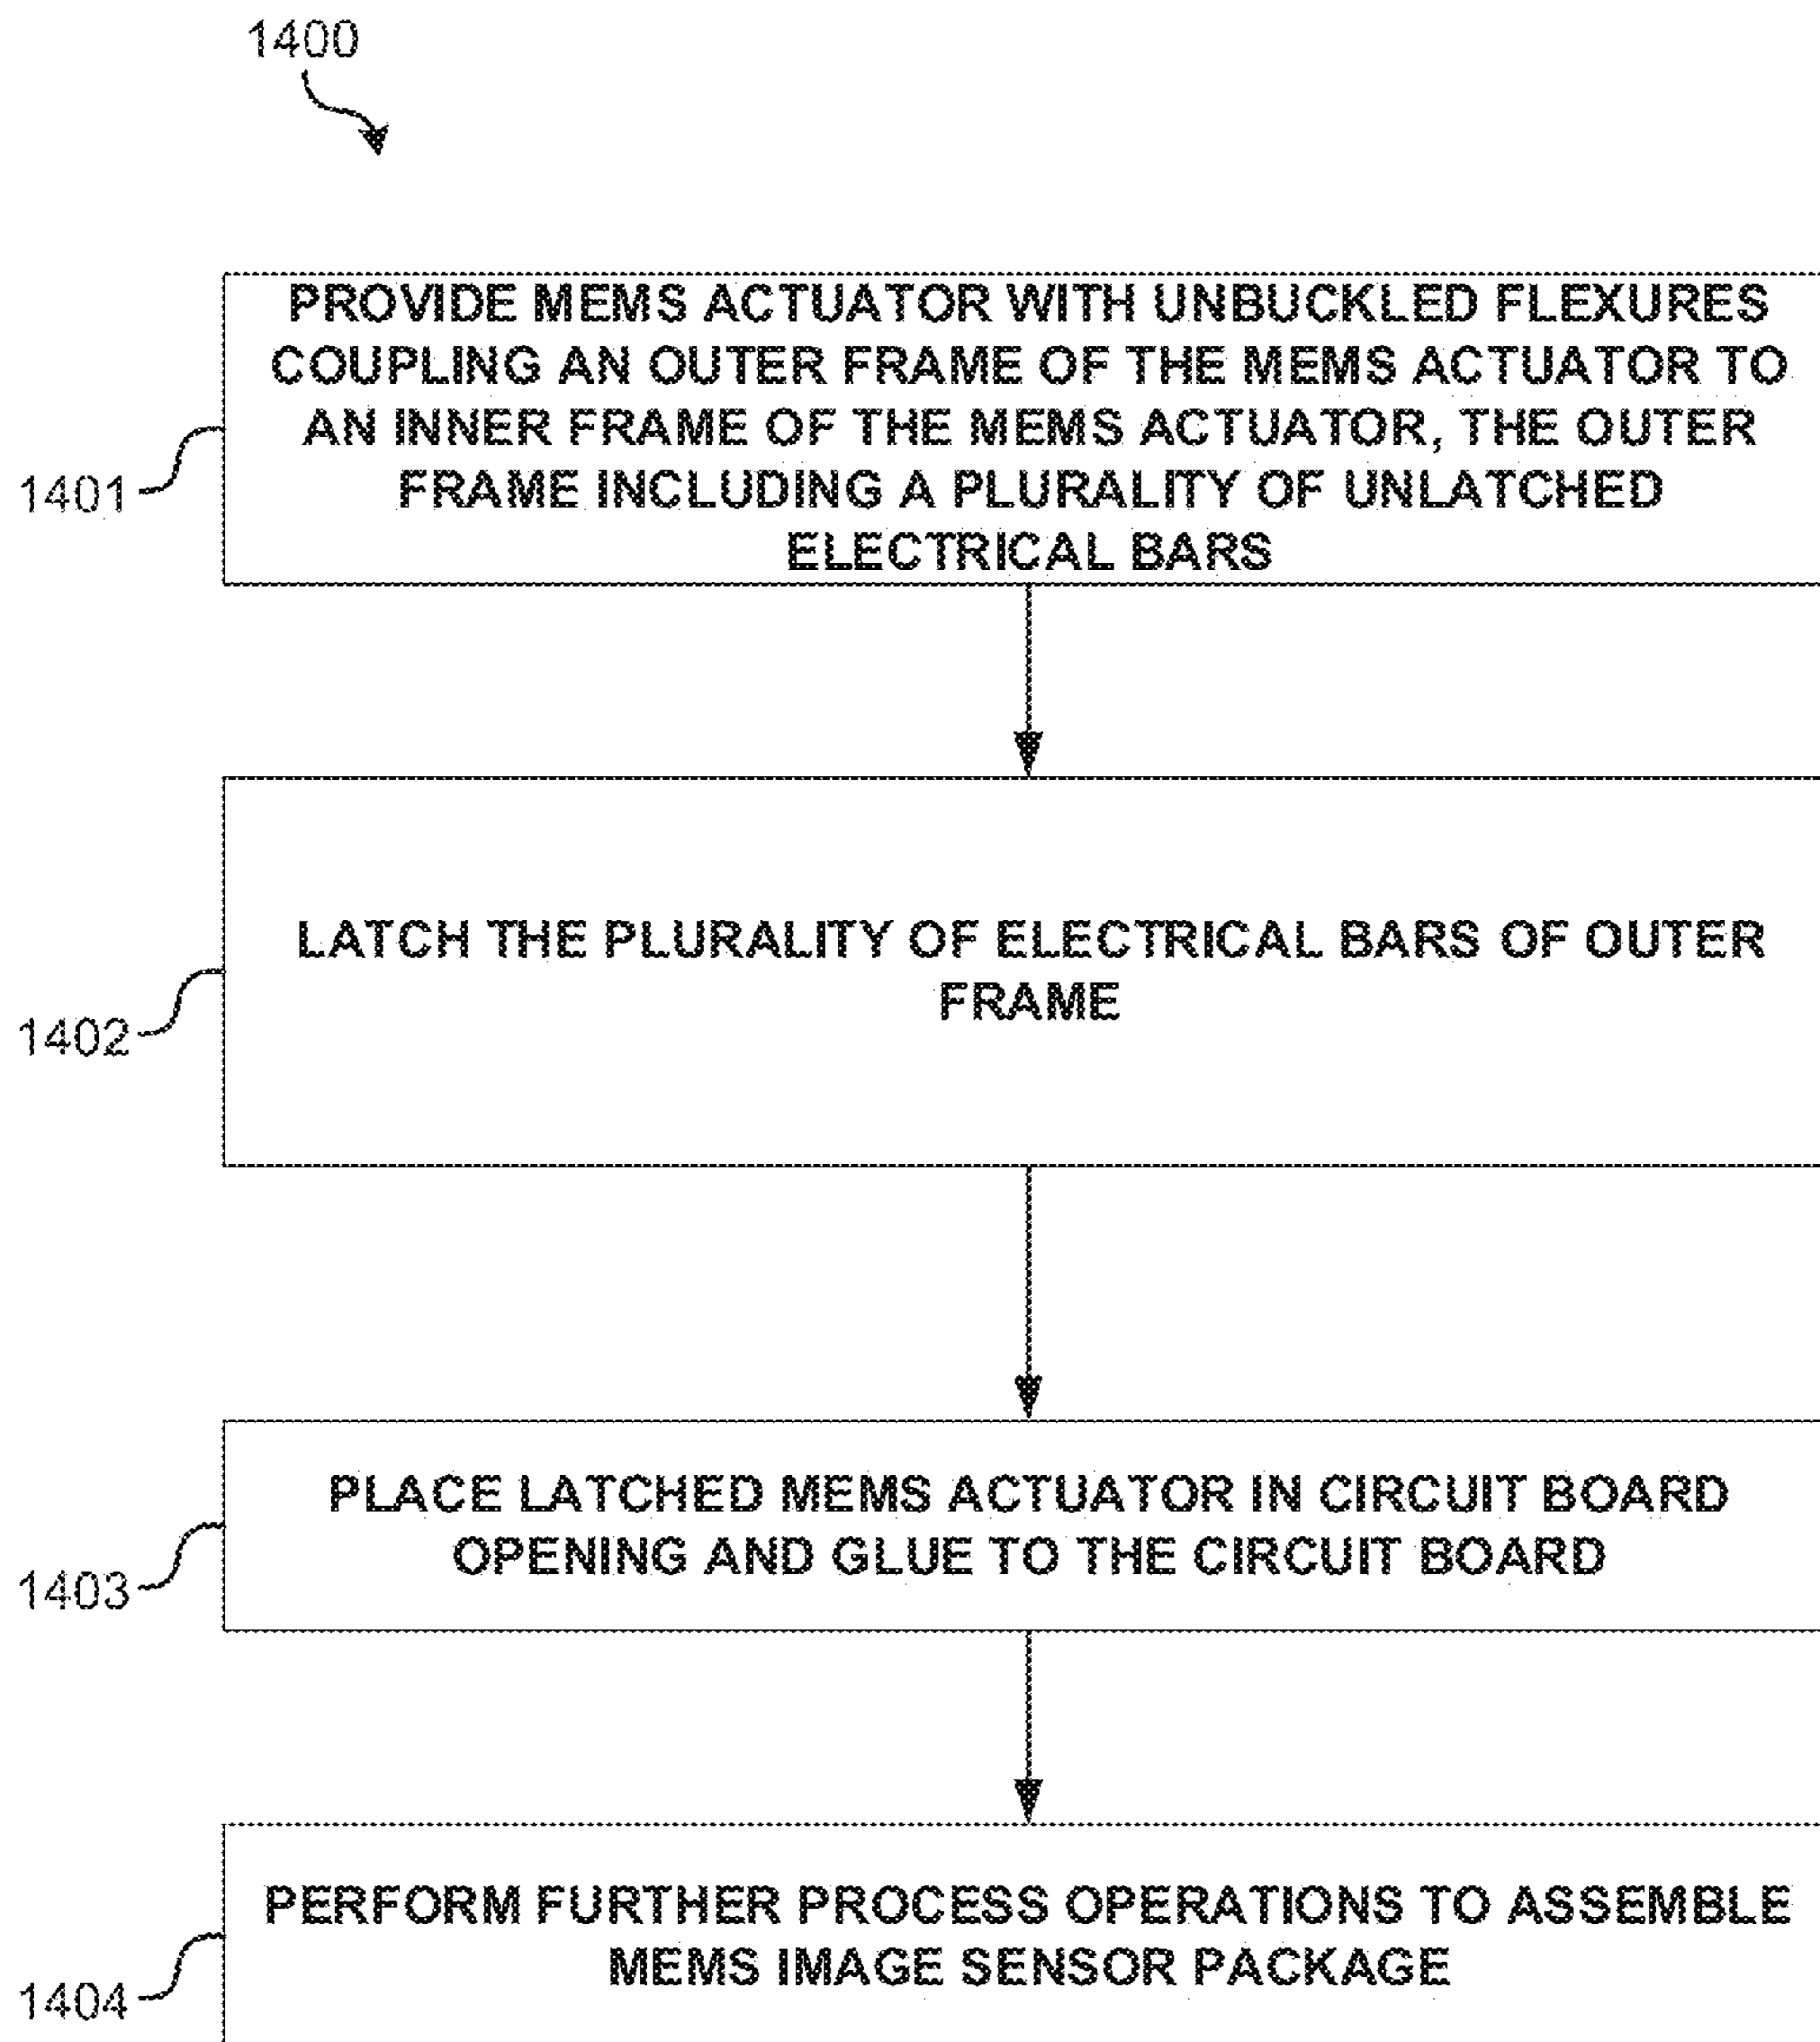 1400
PROVIDE MEMS ACTUATOR WITH UNBUCKLED FLEXURES
COUPLING AN OUTER FRAME OF THE MEMS ACTUATOR TO
AN INNER FRAME OF THE MEMS ACTUATOR, THE OUTER
FRAME INCLUDING A PLURALITY OF UNLATCHED
ELECTRICAL BARS
1401
LATCH THE PLURALITY OF ELECTRICAL BARS OF OUTER
FRAME
1402
PLACE LATCHED MEMS ACTUATOR IN CIRCUIT BOARD
OPENING AND GLUE TO THE CIRCUIT BOARD
1403
PERFORM FURTHER PROCESS OPERATIONS TO ASSEMBLE
MEMS IMAGE SENSOR PACKAGE
1404